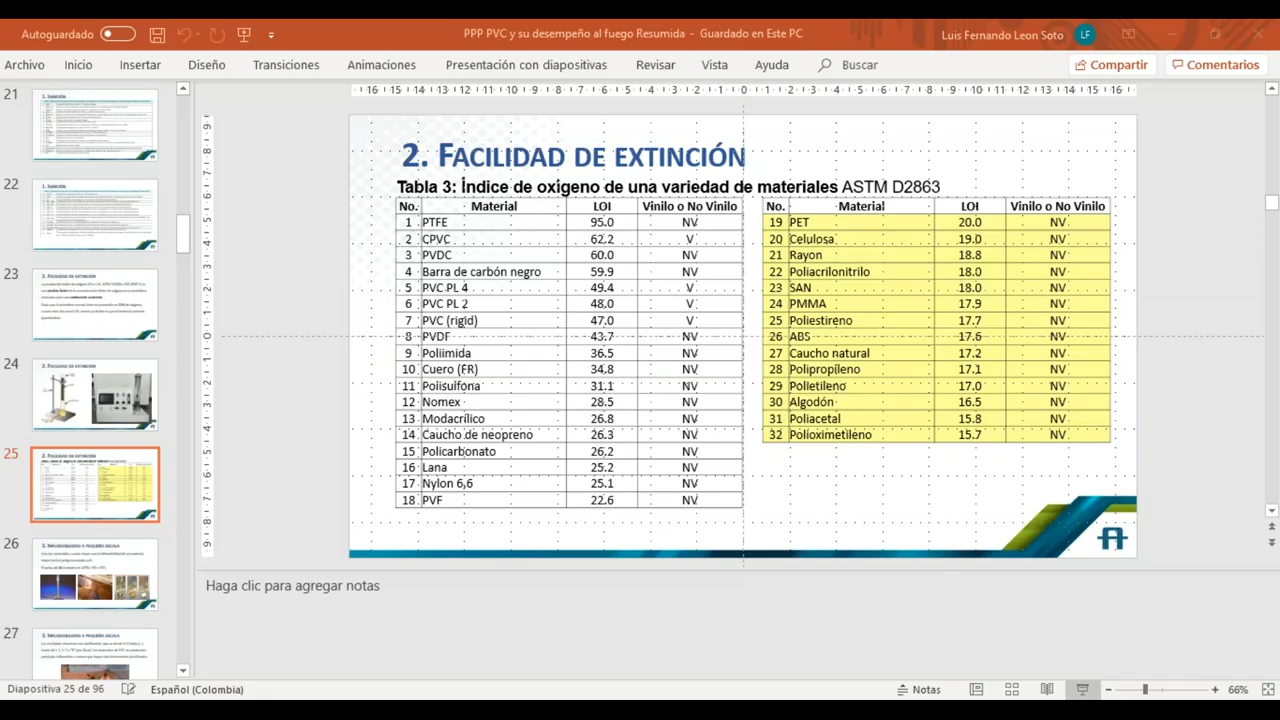 Autoguardado
PPP PVC y su desempeño al fuego Resumida - Guardado en Este PC
Luis Fernando Leon Soto
LF
Archivo Inicio Insertar Diseño Transiciones Animaciones Presentación con diapositivas Revisar Vista Ayuda Buscar
Compartir
Comentarios
21
22
23
24
25
26
27
2. FACILIDAD DE EXTINCIÓN
Tabla 3: Índice de oxígeno de una variedad de materiales ASTM D2863
No. Material LOI Vinilo o No Vinilo
1 PTFE 95.0 NV
2 CPVC 62.2 V
3 PVDC 60.0 NV
4 Barra de carbón negro 59.9 NV
5 PVC PL 4 49.4 V
6 PVC PL 2 48.0 V
7 PVC (rigid) 47.0 V
8 PVDF 43.7 NV
9 Poliimida 36.5 NV
10 Cuero (FR) 34.8 NV
11 Polisulfona 31.1 NV
12 Nomex 28.5 NV
13 Modacrílico 26.8 NV
14 Caucho de neopreno 26.3 NV
15 Policarbonato 26.2 NV
16 Lana 25.2 NV
17 Nylon 6,6 25.1 NV
18 PVF 22.6 NV
No. Material LOI Vinilo o No Vinilo
19 PET 20.0 NV
20 Celulosa 19.0 NV
21 Rayon 18.8 NV
22 Poliacrilonitrilo 18.0 NV
23 SAN 18.0 NV
24 PMMA 17.9 NV
25 Poliestireno 17.7 NV
26 ABS 17.6 NV
27 Caucho natural 17.2 NV
28 Polipropileno 17.1 NV
29 Polietileno 17.0 NV
30 Algodón 16.5 NV
31 Poliacetal 15.8 NV
32 Polioximetileno 15.7 NV
Haga clic para agregar notas
Diapositiva 25 de 96
Español (Colombia)
Notas
66%